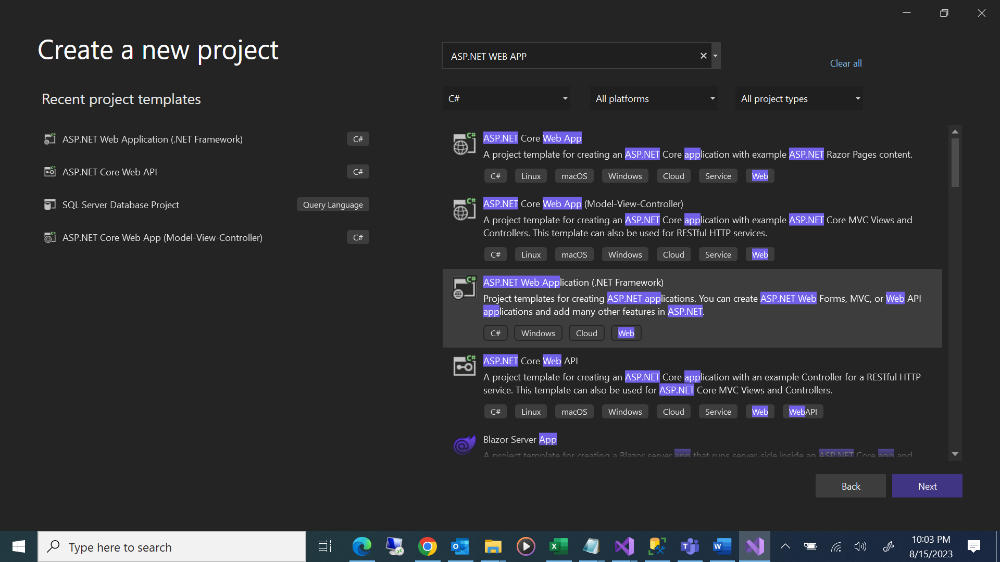 Create a new project
ASP.NET WEB APP
Clear all
C#
All platforms
All project types
Recent project templates
ASP.NET Web Application (.NET Framework)
C#
ASP.NET Core Web API
C#
SQL Server Database Project
Query Language
ASP.NET Core Web App (Model-View-Controller)
C#
ASP.NET Core Web App
A project template for creating an ASP.NET Core application with example ASP.NET Razor Pages content.
C# Linux macOS Windows Cloud Service Web
ASP.NET Core Web App (Model-View-Controller)
A project template for creating an ASP.NET Core application with example ASP.NET Core MVC Views and
Controllers. This template can also be used for RESTful HTTP services.
C# Linux macOS Windows Cloud Service Web
ASP.NET Web Application (.NET Framework)
Project templates for creating ASP.NET applications. You can create ASP.NET Web Forms, MVC, or Web API
applications and add many other features in ASP.NET.
C# Windows Cloud Web
ASP.NET Core Web API
A project template for creating an ASP.NET Core application with an example Controller for a RESTful HTTP
service. This template can also be used for ASP.NET Core MVC Views and Controllers.
C# Linux macOS Windows Cloud Service Web WebAPI
Blazor Server App
A project template for creating a Blazor server app that runs server-side inside an ASP.NET Core app and
Back
Next
Type here to search
10:03 PM
8/15/2023